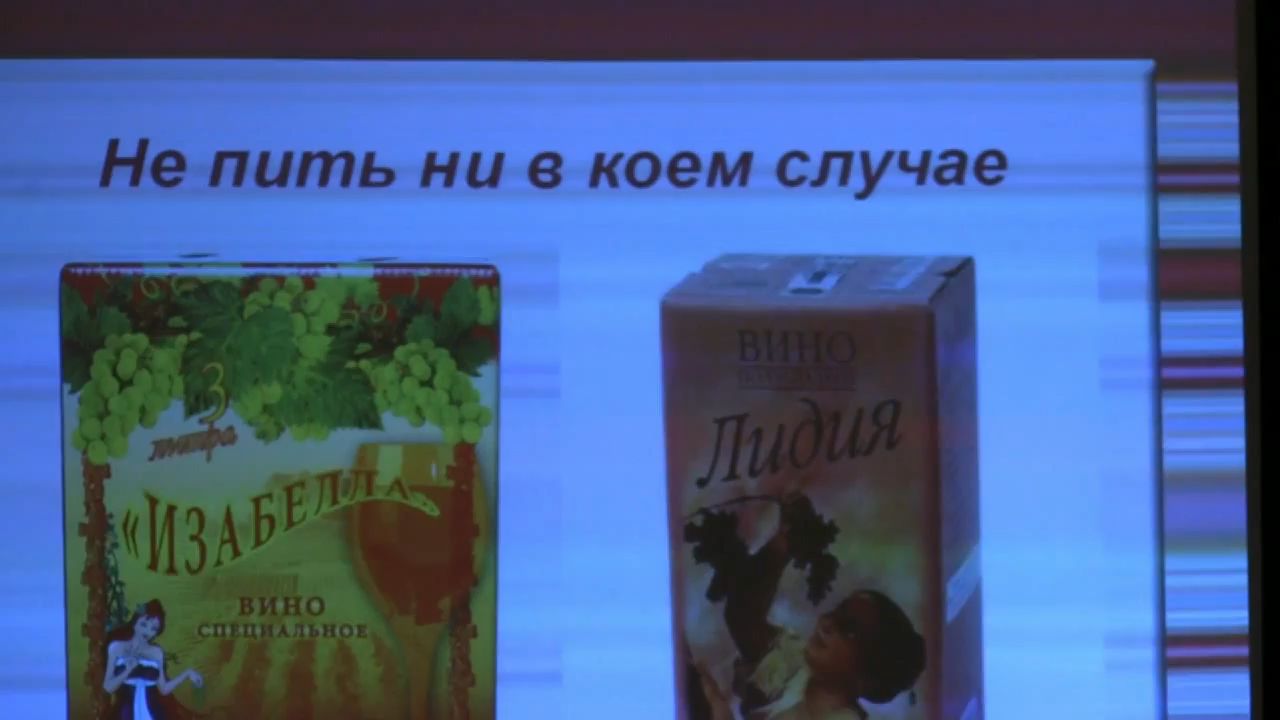 Не пить ни в коем случае
3
литра
«ИЗАБЕЛЛА»
ВИНО
СПЕЦИАЛЬНОЕ
ВИНО
Лидия